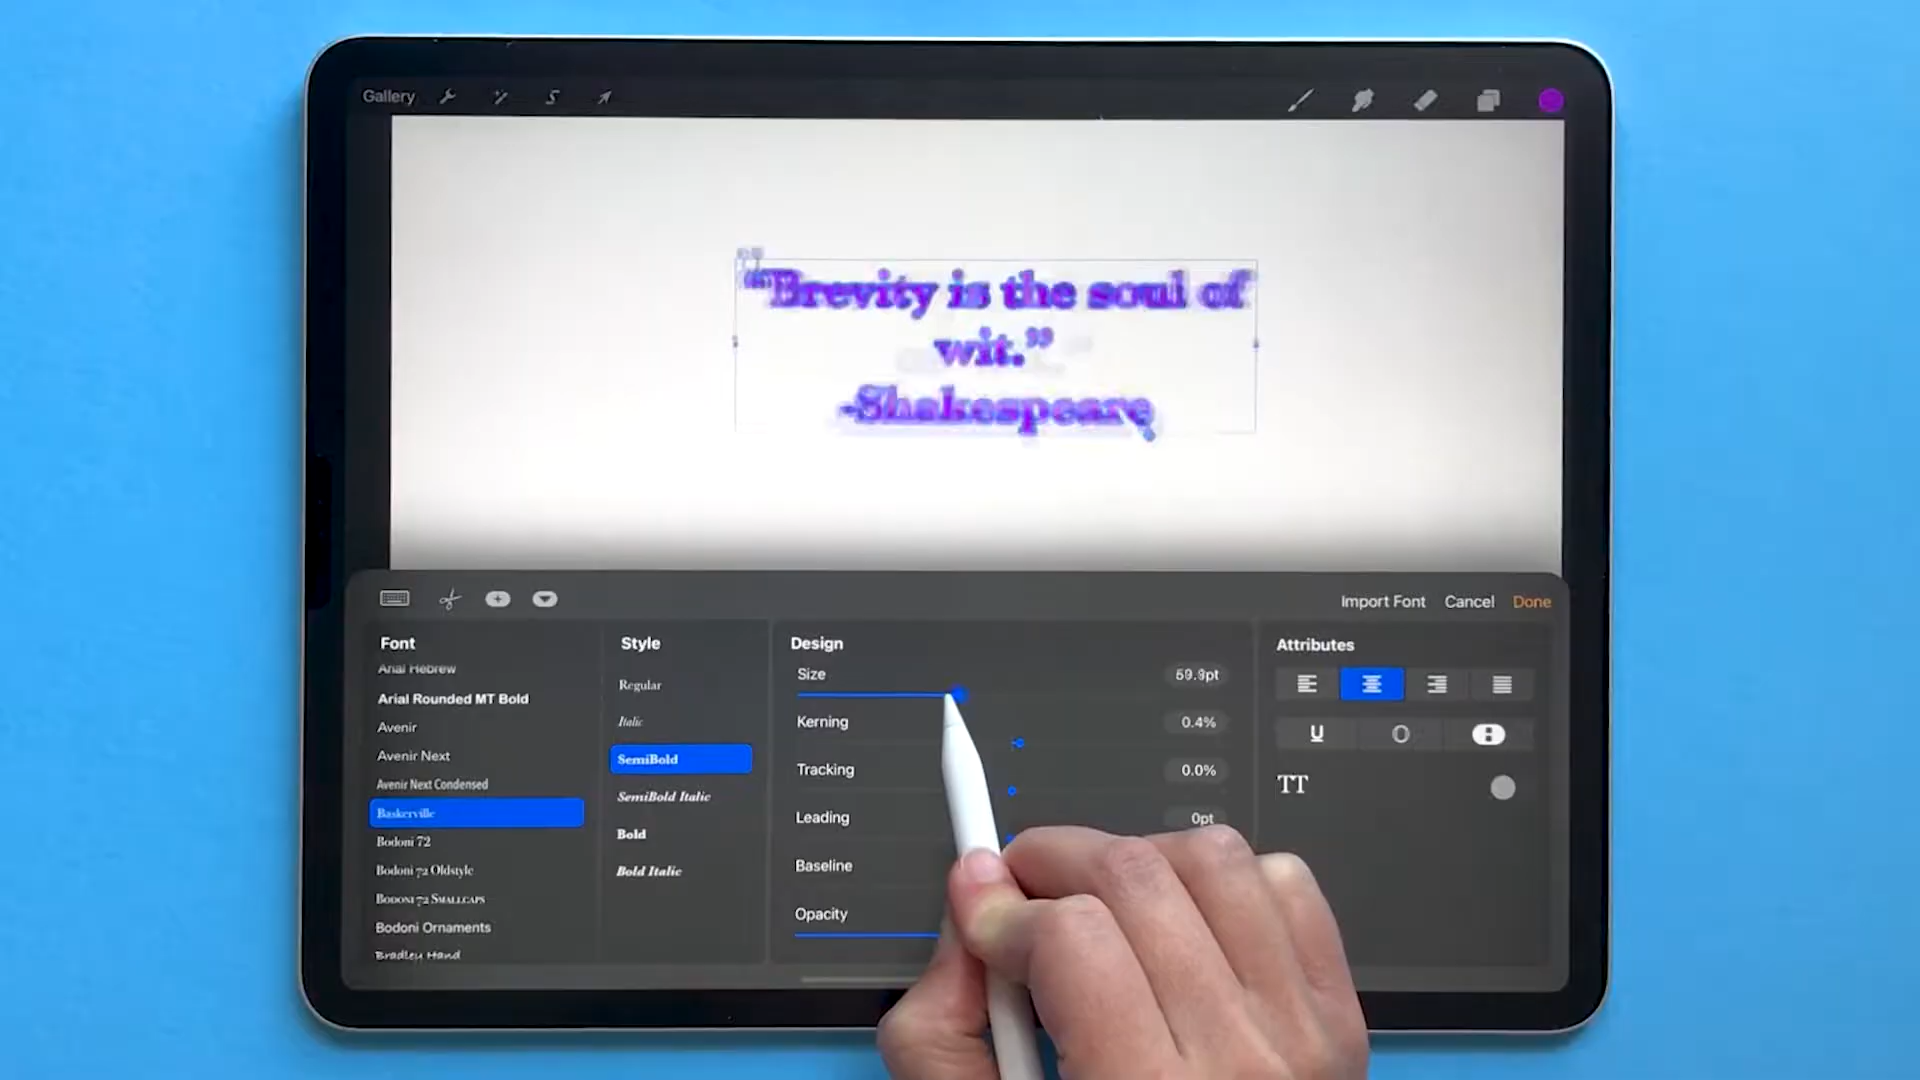 Gallery
“Brevity is the soul of
wit.”
-Shakespeare
Import Font Cancel Done
Font
Arial Hebrew
Arial Rounded MT Bold
Avenir
Avenir Next
Avenir Next Condensed
Baskerville
Bodoni 72
Bodoni 72 Oldstyle
Bodoni 72 Smallcaps
Bodoni Ornaments
Bradley Hand
Style
Regular
Italic
SemiBold
SemiBold Italic
Bold
Bold Italic
Design
Size 59.9pt
Kerning 0.4%
Tracking 0.0%
Leading 0pt
Baseline
Opacity
Attributes
U O
TT